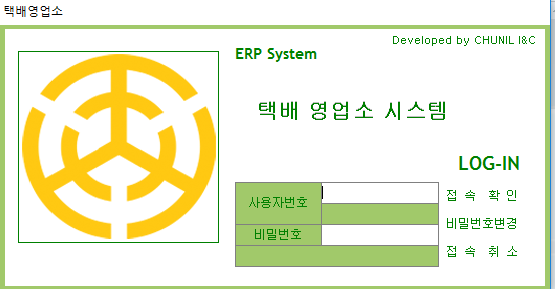 택배영업소
Developed by CHUNIL I&C
ERP System
택배 영업소 시스템
LOG-IN
사용자번호
접 속 확 인
비밀번호변경
비밀번호
접 속 취 소